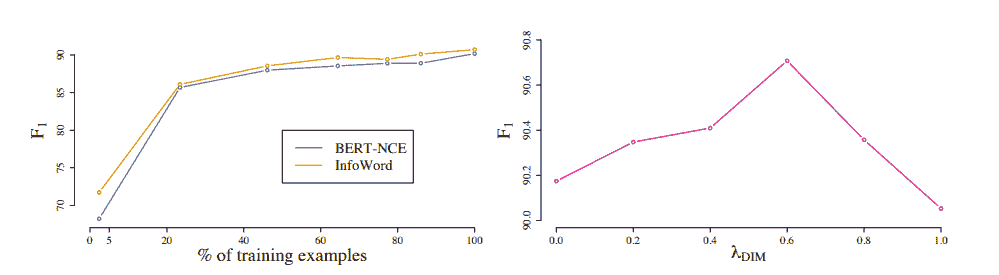 F1
90
85
80
75
70
BERT-NCE
InfoWord
0 5 20 40 60 80 100
% of training examples
F1
90.8
90.6
90.4
90.2
90.0
0.0 0.2 0.4 0.6 0.8 1.0
λDIM